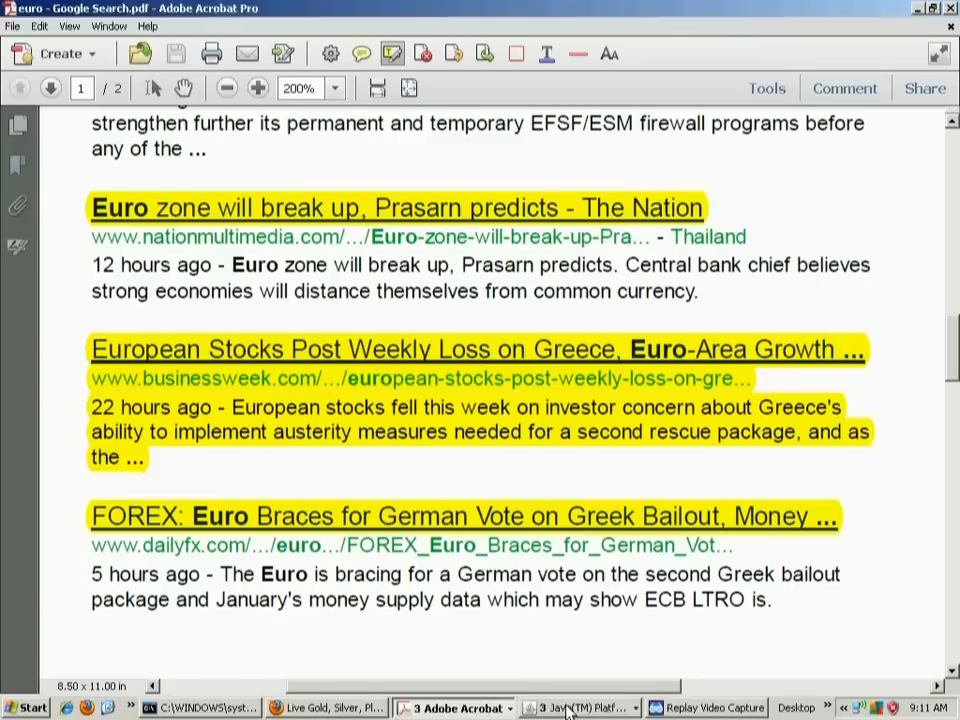 euro - Google Search.pdf - Adobe Acrobat Pro
File Edit View Window Help
Create
1 / 2 200% Tools Comment Share
strengthen further its permanent and temporary EFSF/ESM firewall programs before
any of the ...
Euro zone will break up, Prasarn predicts - The Nation
www.nationmultimedia.com/.../Euro-zone-will-break-up-Pra... - Thailand
12 hours ago - Euro zone will break up, Prasarn predicts. Central bank chief believes
strong economies will distance themselves from common currency.
European Stocks Post Weekly Loss on Greece, Euro-Area Growth ...
www.businessweek.com/.../european-stocks-post-weekly-loss-on-gre...
22 hours ago - European stocks fell this week on investor concern about Greece's
ability to implement austerity measures needed for a second rescue package, and as
the ...
FOREX: Euro Braces for German Vote on Greek Bailout, Money ...
www.dailyfx.com/.../euro.../FOREX_Euro_Braces_for_German_Vot...
5 hours ago - The Euro is bracing for a German vote on the second Greek bailout
package and January's money supply data which may show ECB LTRO is.
8.50 x 11.00 in
Start C:\WINDOWS\syst... Live Gold, Silver, Pl... 3 Adobe Acrobat 3 Java(TM) Platf... Replay Video Capture Desktop 9:11 AM